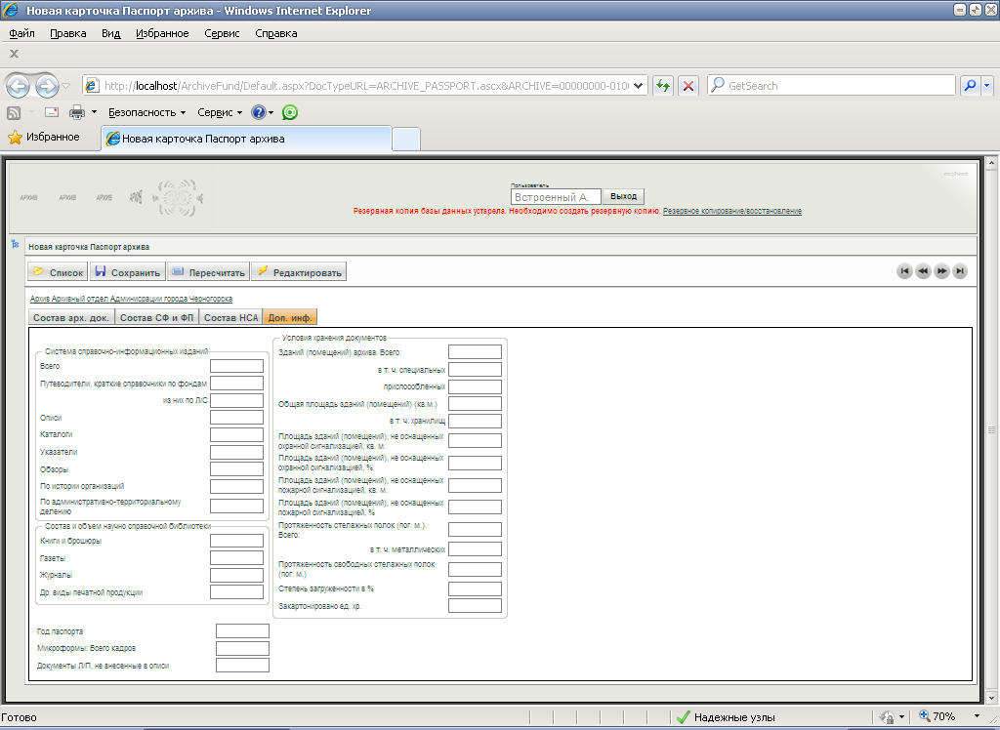 Новая карточка Паспорт архива - Windows Internet Explorer
Файл Правка Вид Избранное Сервис Справка
http://localhost/ArchiveFund/Default.aspx?DocTypeURL=ARCHIVE_PASSPORT.ascx&ARCHIVE=00000000-0100
GetSearch
Безопасность Сервис
Избранное
Новая карточка Паспорт архива
АРХИВ АРХИВ АРХИВ
Пользователь
Встроенный А. Выход
Резервная копия базы данных устарела. Необходимо создать резервную копию. Резервное копирование/восстановление
Новая карточка Паспорт архива
Список Сохранить Пересчитать Редактировать
Архив Архивный отдел Админисрации города Черногорска
Состав арх. док. Состав СФ и ФП Состав НСА Доп. инф.
Система справочно-информационных изданий
Всего
Путеводители, краткие справочники по фондам
из них по Л/С
Описи
Каталоги
Указатели
Обзоры
По истории организаций
По административно-территориальному
делению
Состав и объем научно справочной библиотеки
Книги и брошюры
Газеты
Журналы
Др. виды печатной продукции
Условия хранения документов
Зданий (помещений) архива. Всего:
в т. ч. специальных
приспособленных
Общая площадь зданий (помещений) (кв.м.)
в т. ч. хранилищ
Площадь зданий (помещений), не оснащенных
охранной сигнализацией, кв. м.
Площадь зданий (помещений), не оснащенных
охранной сигнализацией, %
Площадь зданий (помещений), не оснащенных
пожарной сигнализацией, кв. м.
Площадь зданий (помещений), не оснащенных
пожарной сигнализацией, %
Протяженность стелажных полок (пог. м.).
Всего:
в т. ч. металлических
Протяженность свободных стелажных полок
(пог. м.)
Степень загруженности в %
Закартонировано ед. хр.
Год паспорта
Микроформы: Всего кадров
Документы Л/П, не внесенные в описи
Готово
Надежные узлы
70%